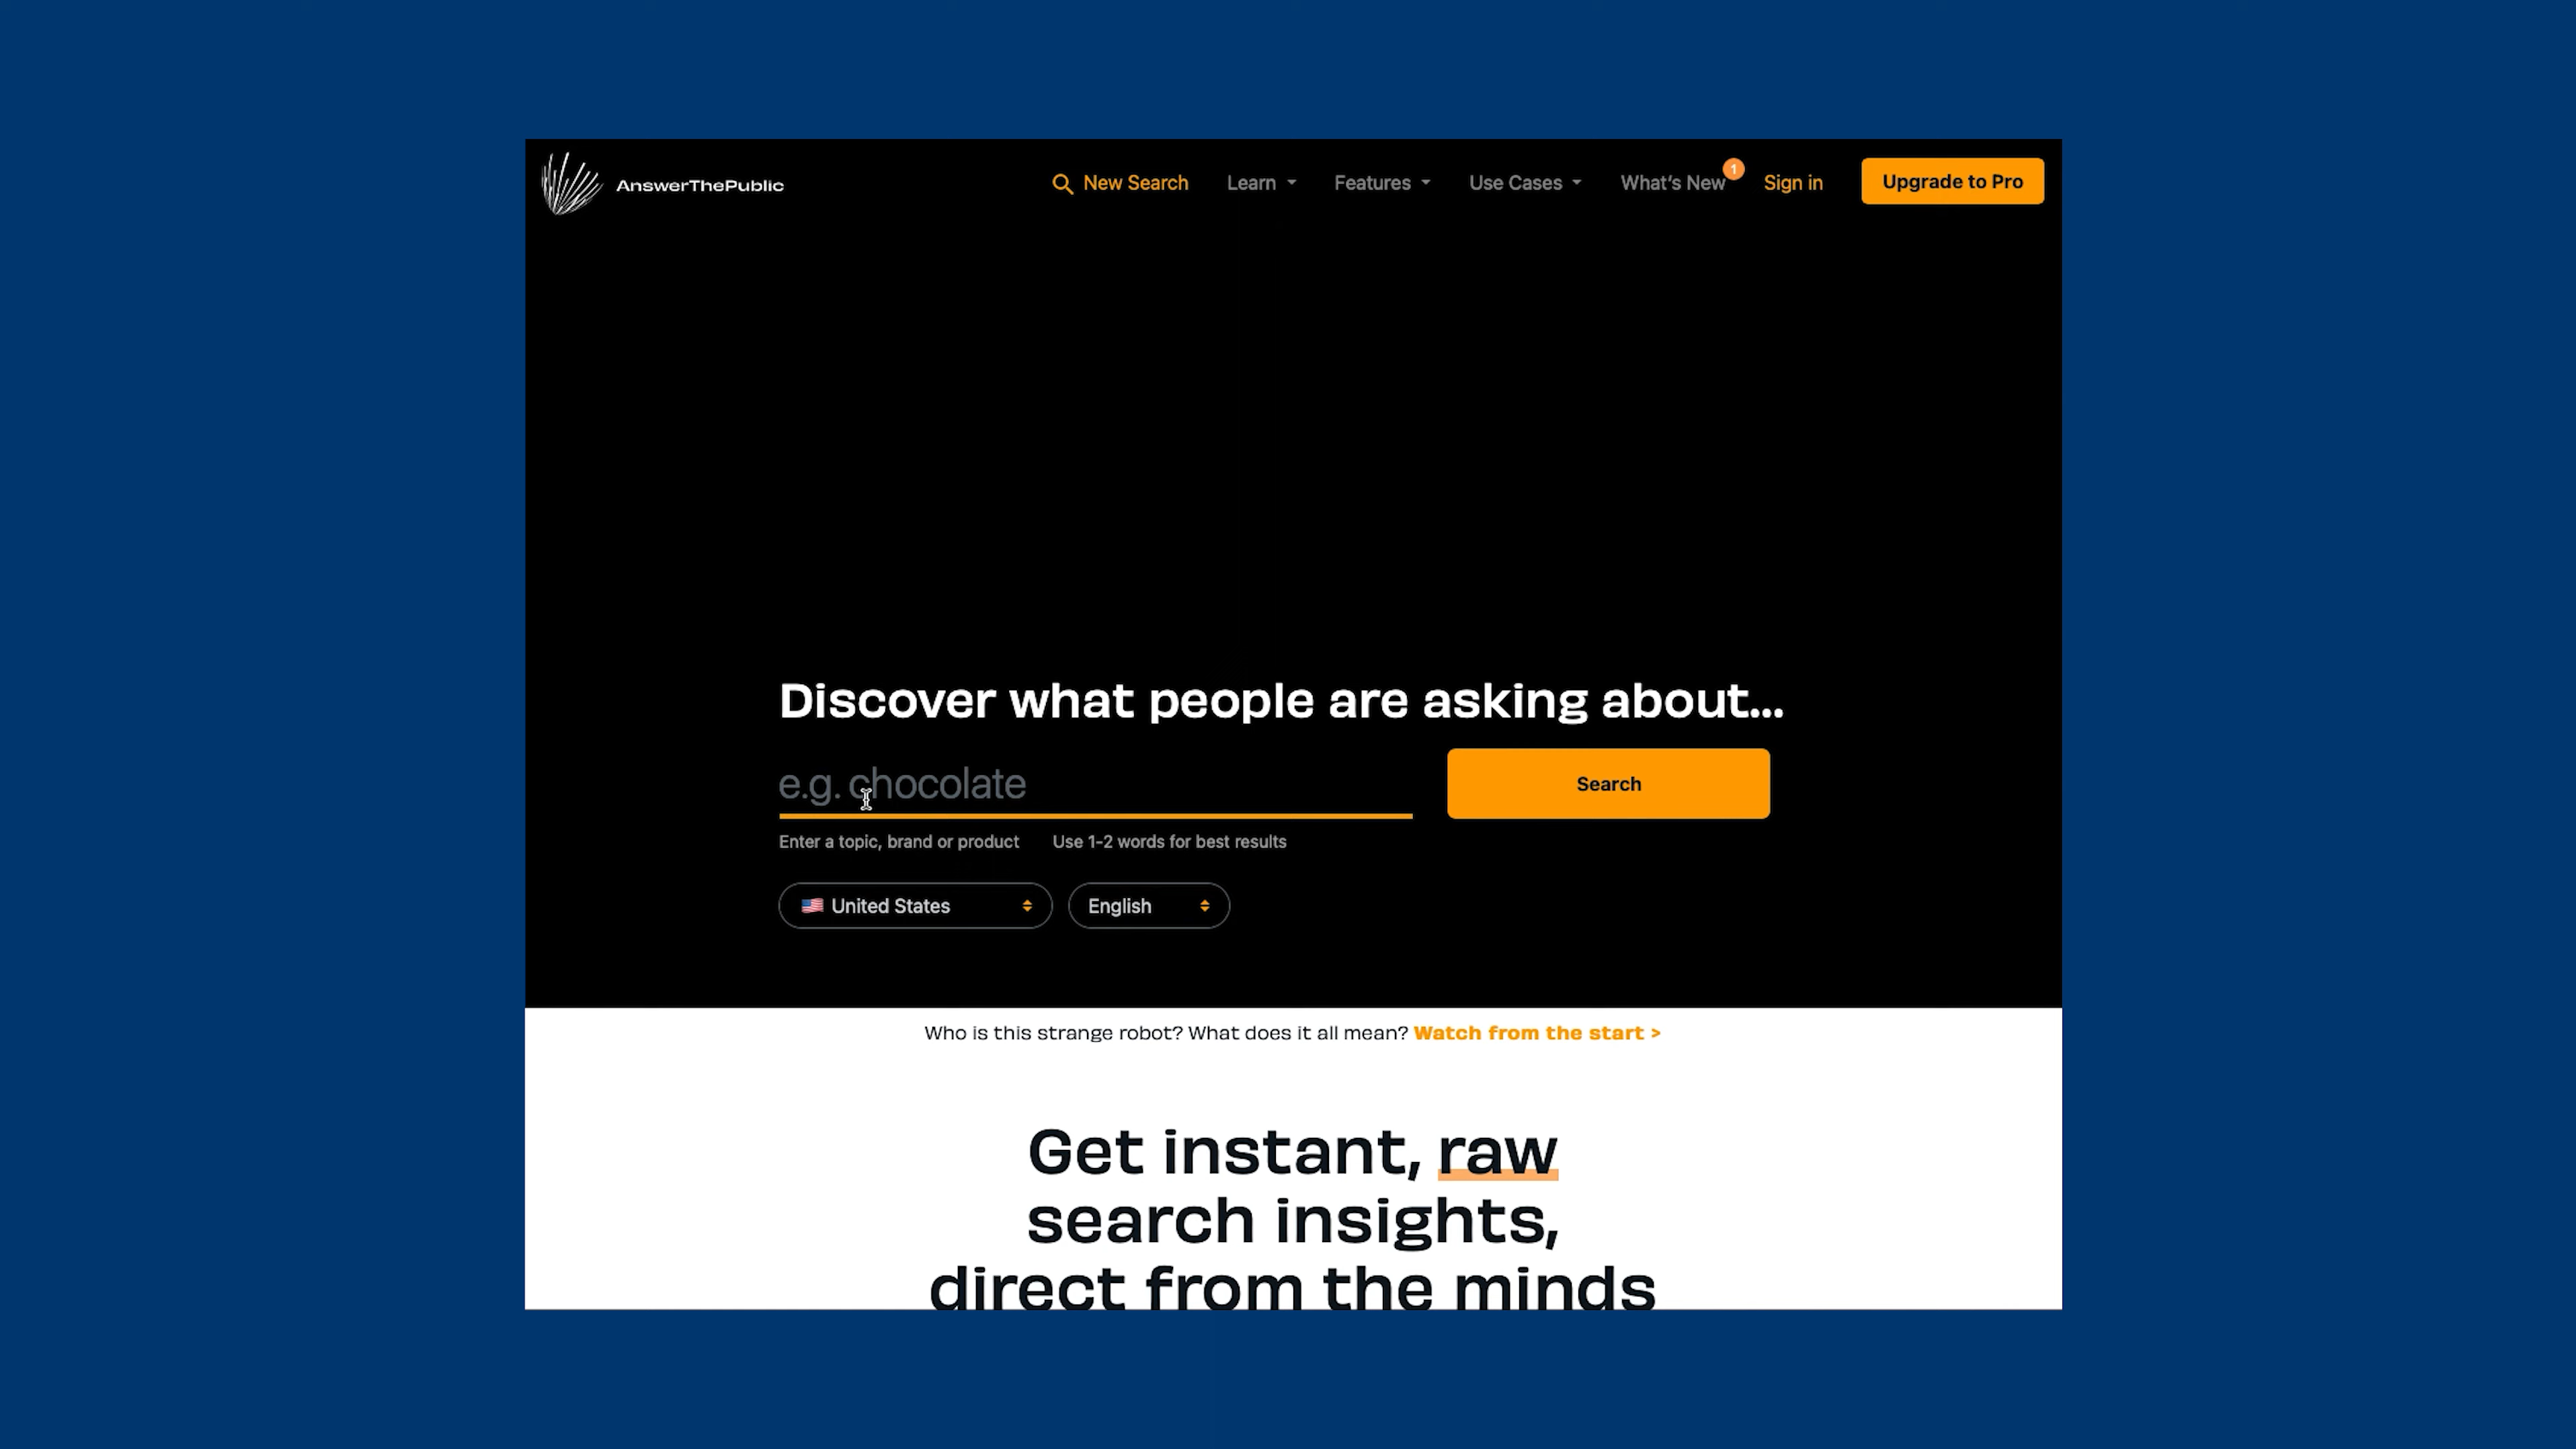 AnswerThePublic
New Search
Learn
Features
Use Cases
What's New
1
Sign in
Upgrade to Pro
Discover what people are asking about...
e.g. chocolate
Search
Enter a topic, brand or product
Use 1-2 words for best results
United States
English
Who is this strange robot? What does it all mean? Watch from the start >
Get instant, raw
search insights,
direct from the minds